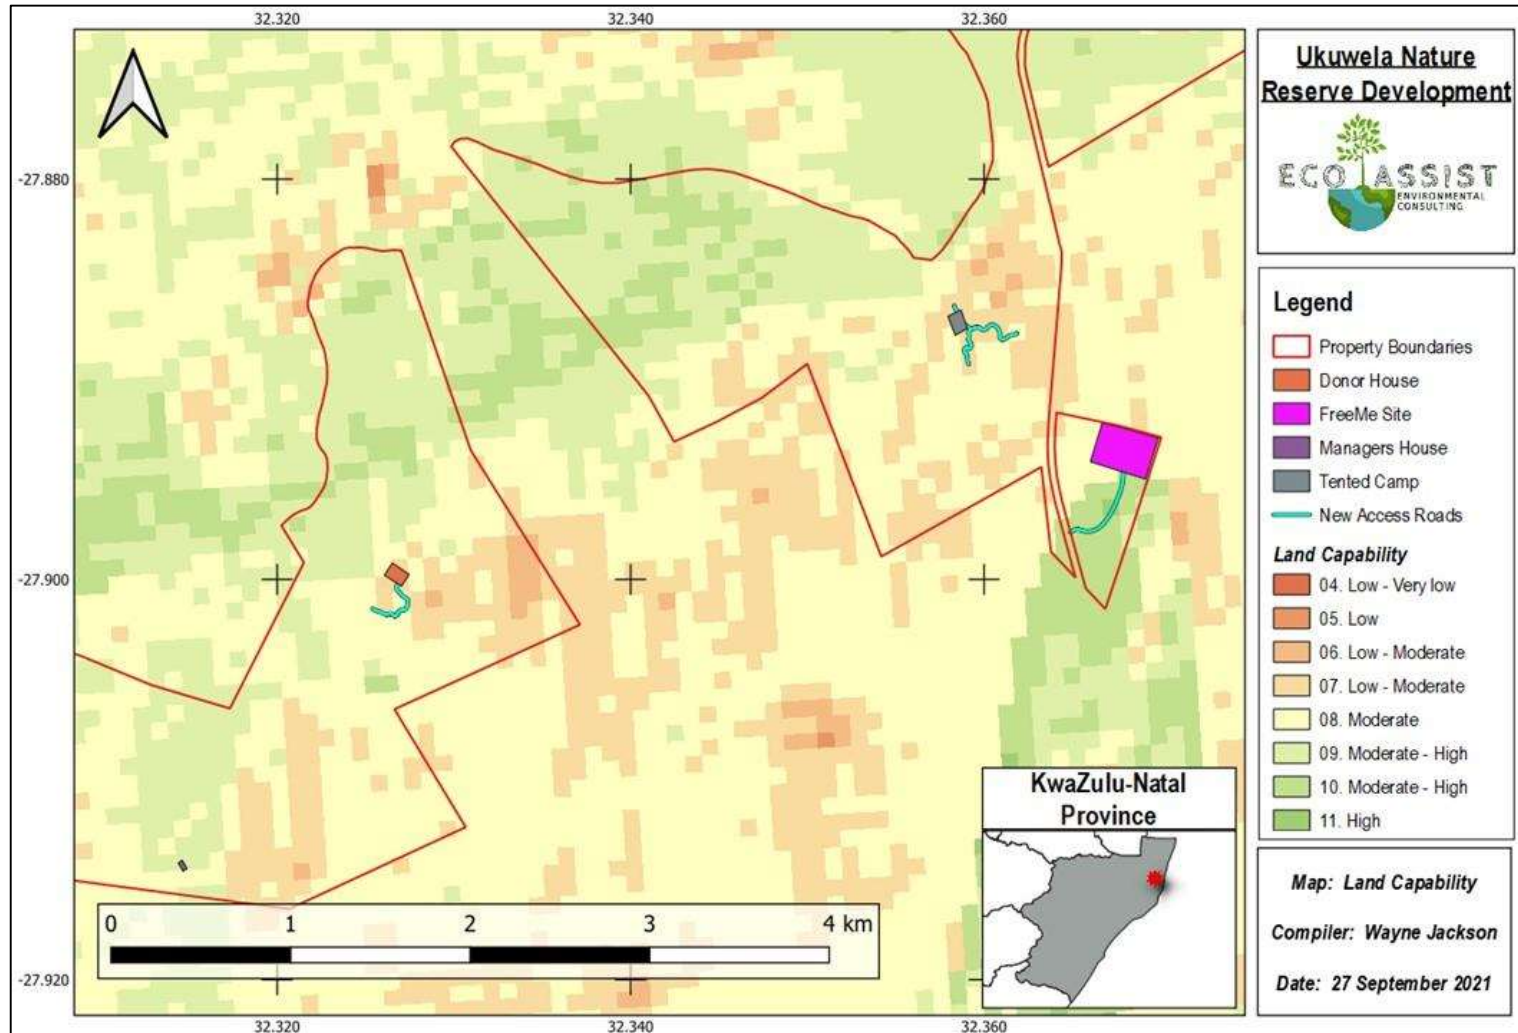 32.320
32.340
32.360
-27.880
-27.900
-27.920
32.320
32.340
32.360
0
1
2
3
4 km
KwaZulu-Natal
Province
Ukuwela Nature
Reserve Development
ECO ASSIST
ENVIRONMENTAL
CONSULTING
Legend
Property Boundaries
Donor House
FreeMe Site
Managers House
Tented Camp
New Access Roads
Land Capability
04. Low - Very low
05. Low
06. Low - Moderate
07. Low - Moderate
08. Moderate
09. Moderate - High
10. Moderate - High
11. High
Map: Land Capability
Compiler: Wayne Jackson
Date: 27 September 2021